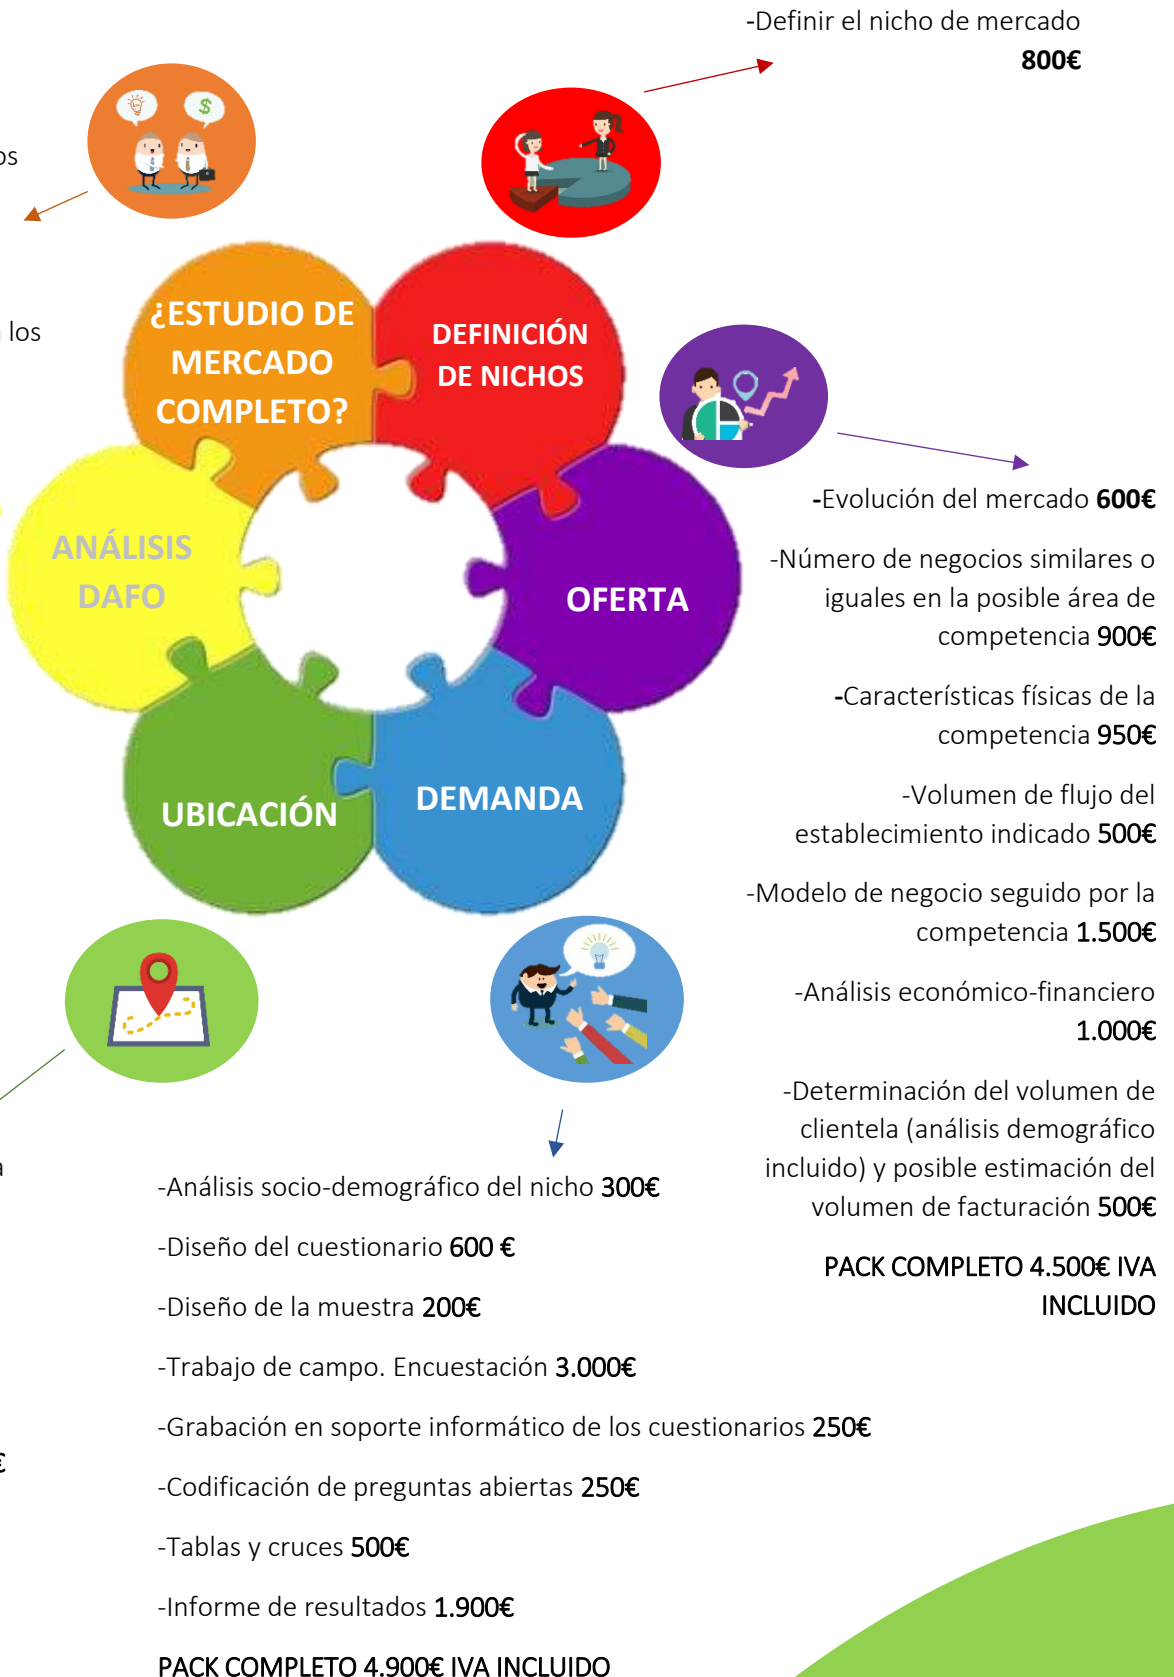 -Definir el nicho de mercado
800€
$
los
¿ESTUDIO DE
MERCADO
COMPLETO?
DEFINICIÓN
DE NICHOS
ANÁLISIS
DAFO
OFERTA
UBICACIÓN
DEMANDA
-Evolución del mercado 600€
-Número de negocios similares o
iguales en la posible área de
competencia 900€
-Características físicas de la
competencia 950€
-Volumen de flujo del
establecimiento indicado 500€
-Modelo de negocio seguido por la
competencia 1.500€
-Análisis económico-financiero
1.000€
-Determinación del volumen de
clientela (análisis demográfico
incluido) y posible estimación del
volumen de facturación 500€
PACK COMPLETO 4.500€ IVA
INCLUIDO
€
-Análisis socio-demográfico del nicho 300€
-Diseño del cuestionario 600 €
-Diseño de la muestra 200€
-Trabajo de campo. Encuestación 3.000€
-Grabación en soporte informático de los cuestionarios 250€
-Codificación de preguntas abiertas 250€
-Tablas y cruces 500€
-Informe de resultados 1.900€
PACK COMPLETO 4.900€ IVA INCLUIDO